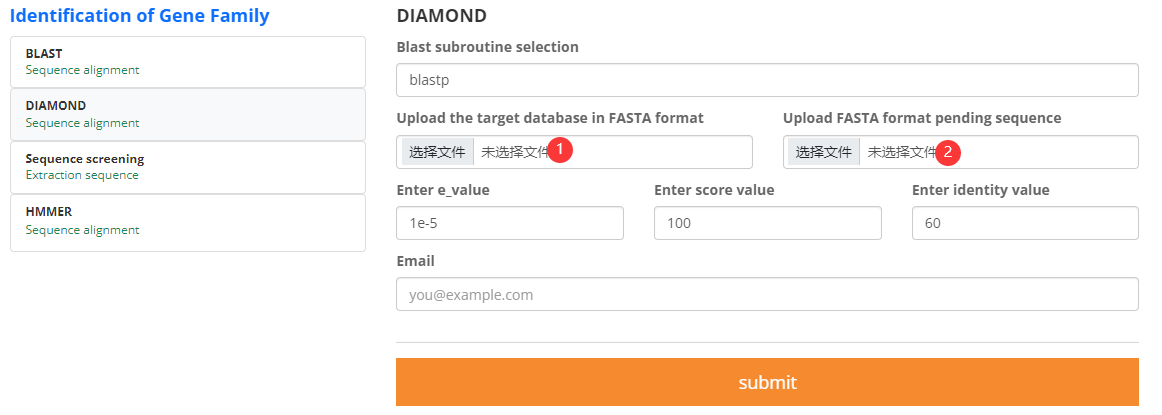 Identification of Gene Family
BLAST
Sequence alignment
DIAMOND
Sequence alignment
Sequence screening
Extraction sequence
HMMER
Sequence alignment
DIAMOND
Blast subroutine selection
blastp
Upload the target database in FASTA format
选择文件 未选择文件 1
Upload FASTA format pending sequence
选择文件 未选择文件 2
Enter e_value
1e-5
Enter score value
100
Enter identity value
60
Email
you@example.com
submit